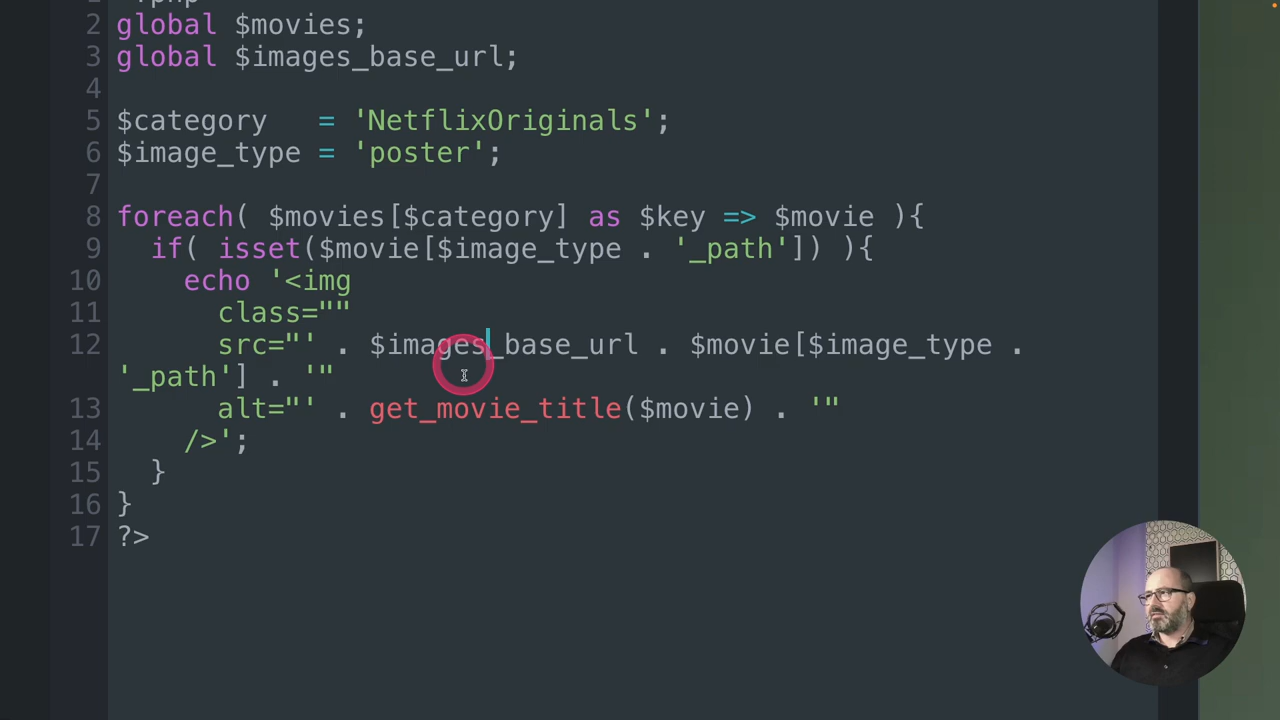 1 <?php
2 global $movies;
3 global $images_base_url;
4
5 $category   = 'NetflixOriginals';
6 $image_type = 'poster';
7
8 foreach( $movies[$category] as $key => $movie ){
9   if( isset($movie[$image_type . '_path']) ){
10     echo '<img
11       class=""
12       src="' . $images_base_url . $movie[$image_type .
'_path'] . '"
13       alt="' . get_movie_title($movie) . '"
14     />';
15   }
16 }
17 ?>